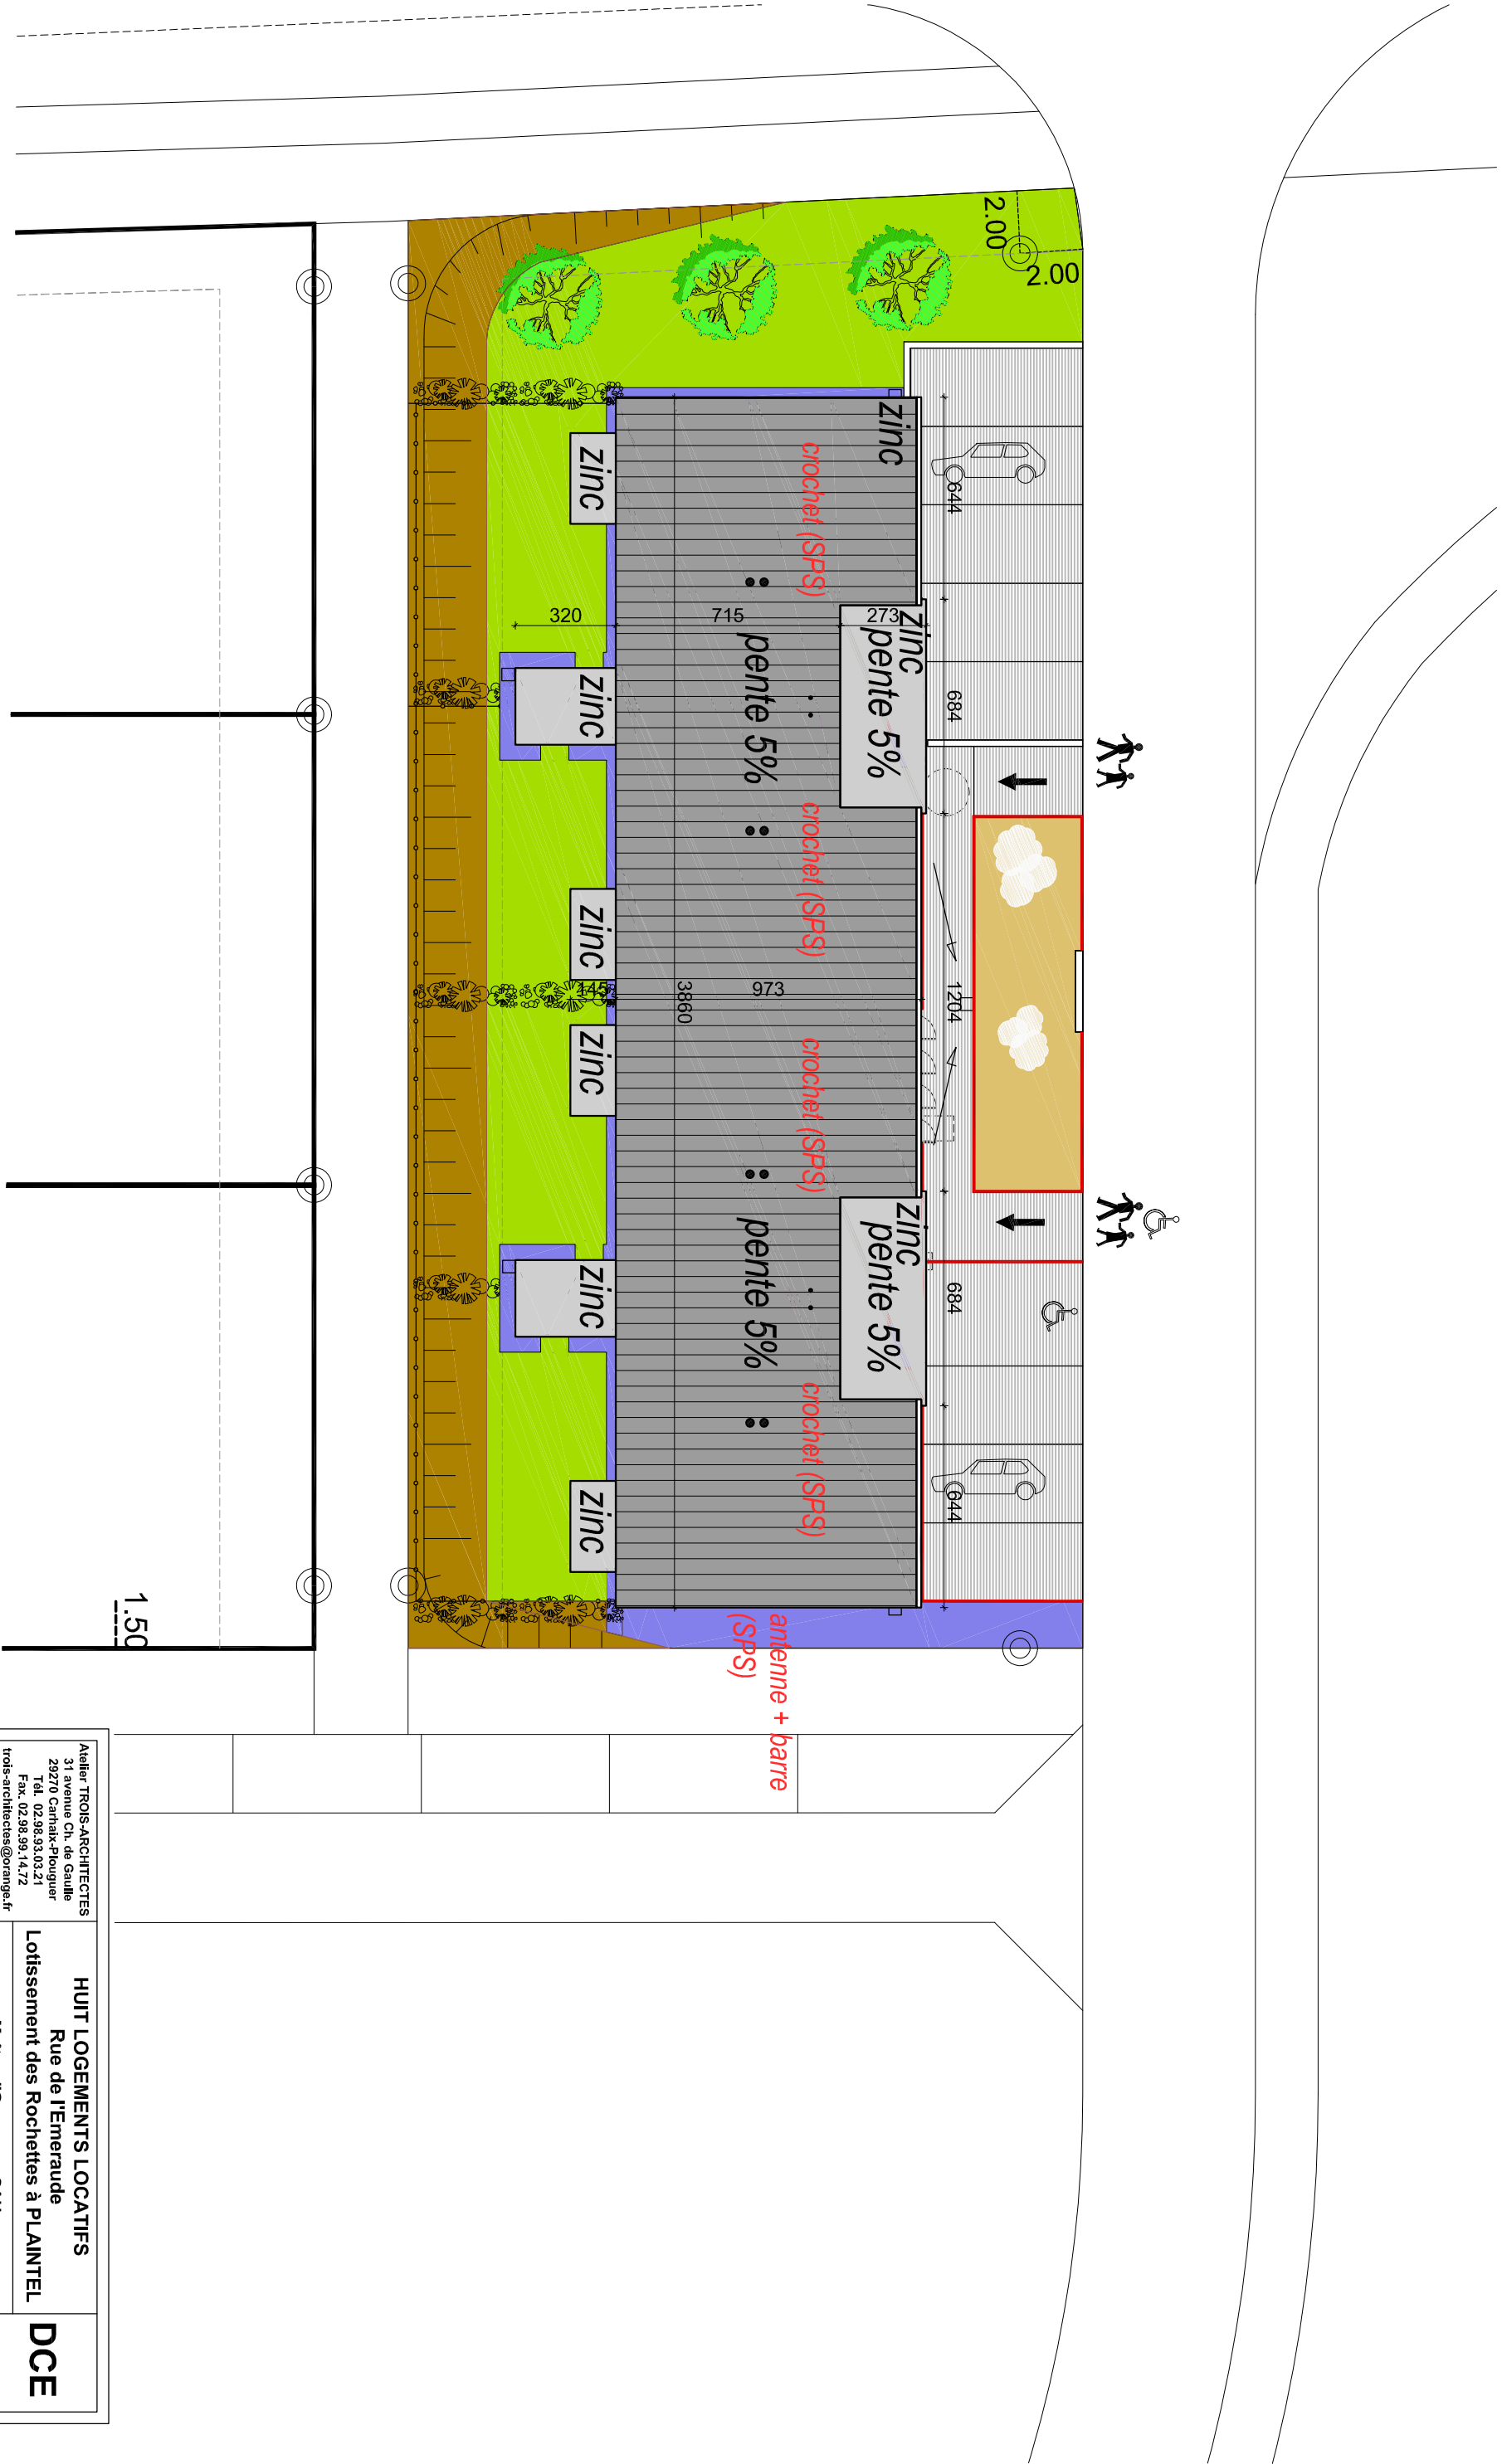 2.00
2.00
zinc
crochet (SPS)
644
zinc
320
715
273
zinc
pente 5%
pente 5%
684
zinc
crochet (SPS)
zinc
145
3860
973
1204
zinc
crochet (SPS)
zinc
pente 5%
pente 5%
684
zinc
crochet (SPS)
644
zinc
antenne + barre
(SPS)
1.50
Atelier TROIS-ARCHITECTES
31 avenue Ch. de Gaulle
29270 Carhaix-Plouguer
Tél. 02.98.93.03.21
Fax. 02.98.99.14.72
trois-architectes@orange.fr
HUIT LOGEMENTS LOCATIFS
Rue de l'Emeraude
Lotissement des Rochettes à PLAINTEL
DCE